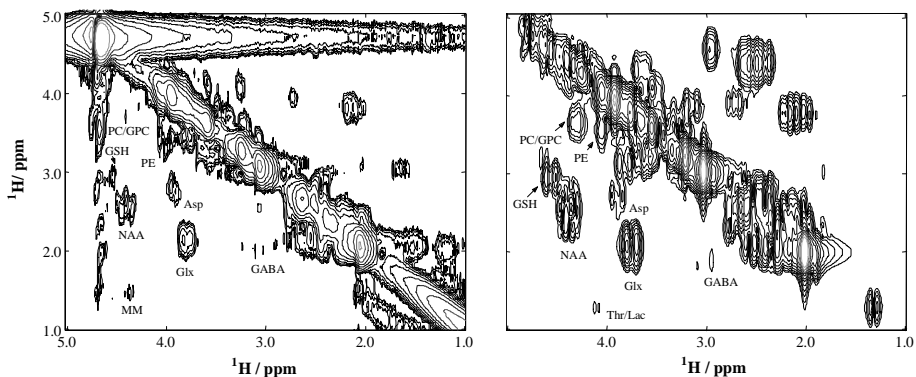 5.0
4.0
3.0
2.0
1.0
¹H/ ppm
PC/GPC
GSH
PE
Asp
NAA
Glx
GABA
MM
5.0
4.0
3.0
2.0
1.0
¹H / ppm
PC/GPC
PE
GSH
Asp
NAA
Glx
GABA
Thr/Lac
4.0
3.0
2.0
1.0
¹H / ppm